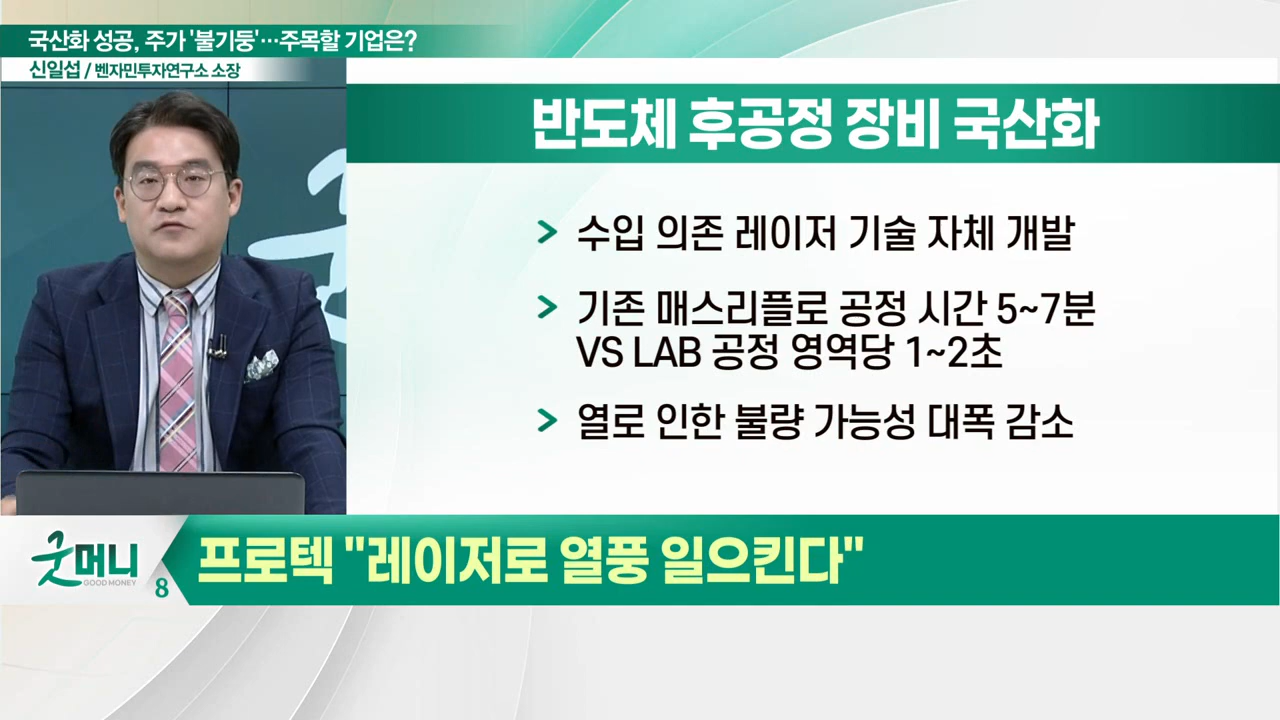 국산화 성공, 주가 '불기둥'…주목할 기업은?
신일섭 / 벤자민투자연구소 소장
반도체 후공정 장비 국산화
> 수입 의존 레이저 기술 자체 개발
> 기존 매스리플로 공정 시간 5~7분
VS LAB 공정 영역당 1~2초
> 열로 인한 불량 가능성 대폭 감소
굿머니
GOOD MONEY
8
프로텍 "레이저로 열풍 일으킨다"